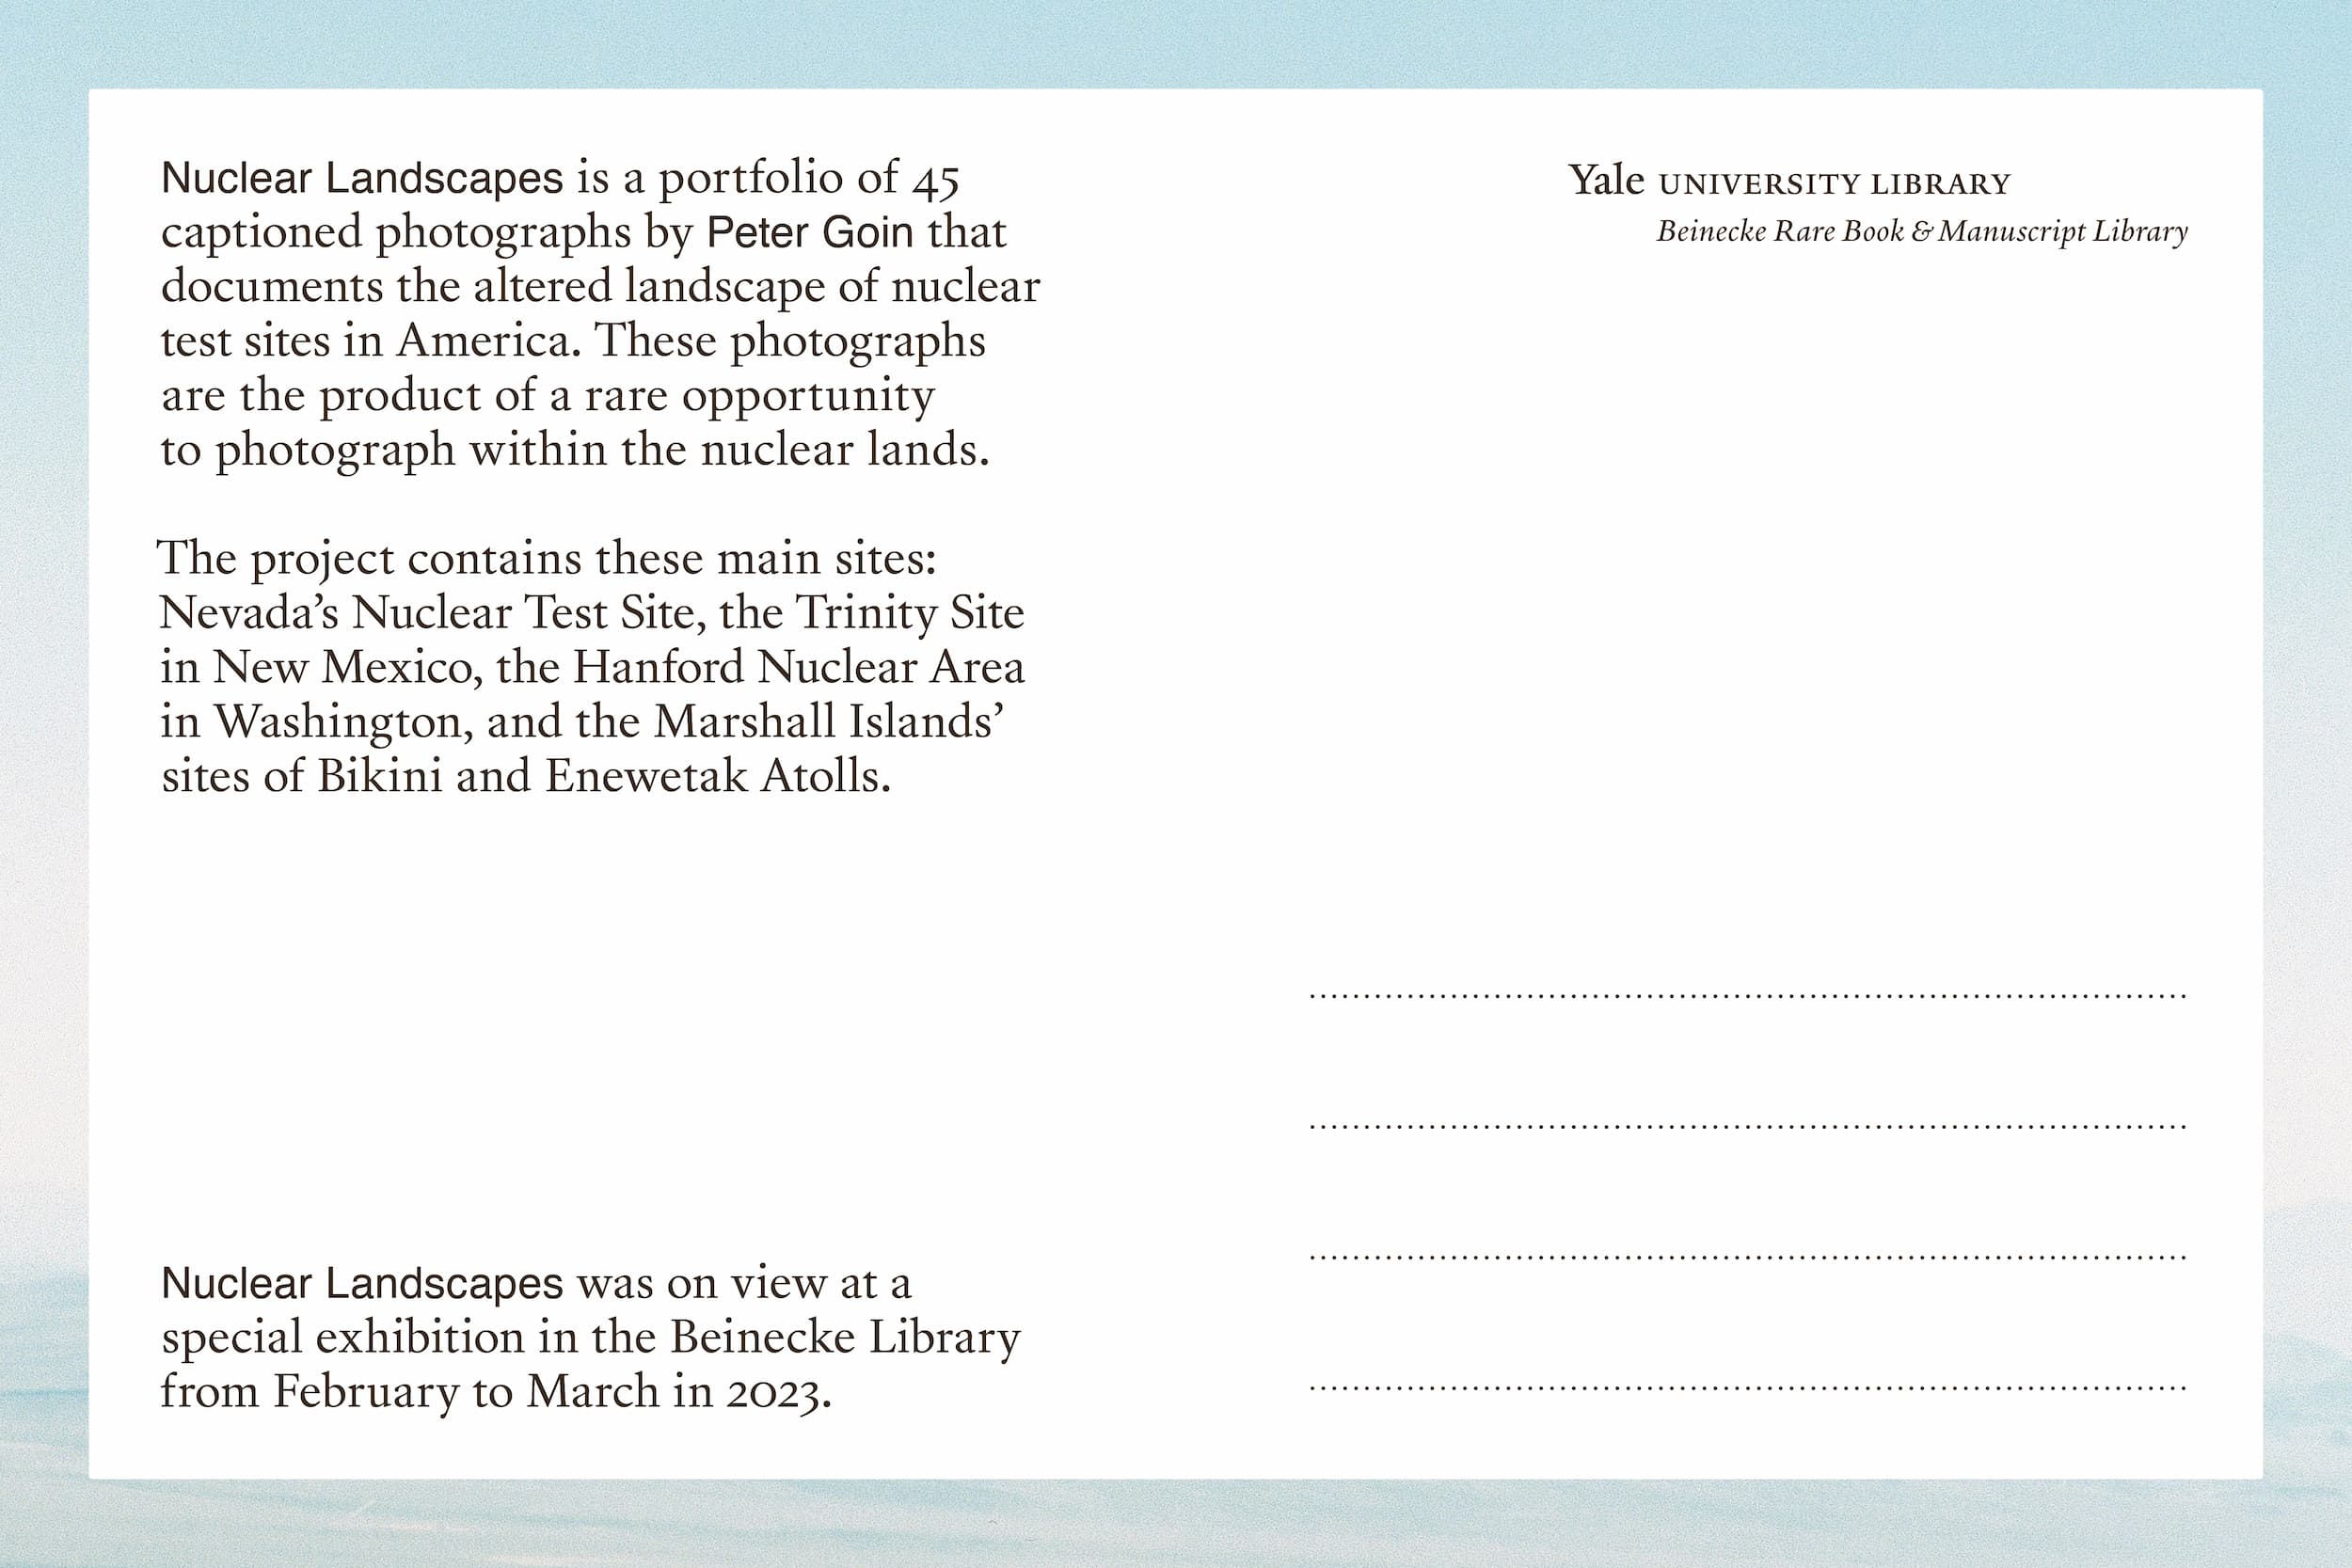 Nuclear Landscapes is a portfolio of 45
captioned photographs by Peter Goin that
documents the altered landscape of nuclear
test sites in America. These photographs
are the product of a rare opportunity
to photograph within the nuclear lands.
The project contains these main sites:
Nevada’s Nuclear Test Site, the Trinity Site
in New Mexico, the Hanford Nuclear Area
in Washington, and the Marshall Islands’
sites of Bikini and Enewetak Atolls.
Nuclear Landscapes was on view at a
special exhibition in the Beinecke Library
from February to March in 2023.
Yale UNIVERSITY LIBRARY
Beinecke Rare Book & Manuscript Library